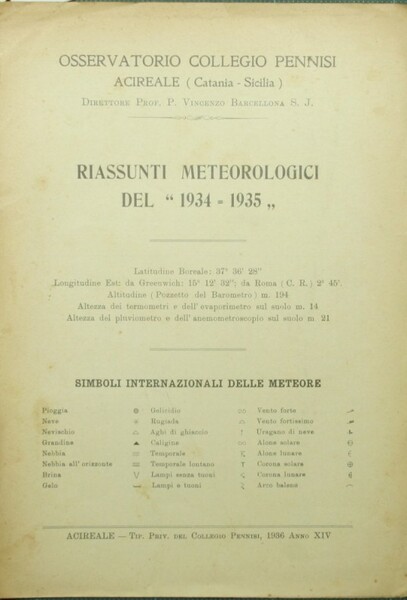 OSSERVATORIO COLLEGIO PENNISI
ACIREALE ( Catania - Sicilia )
DIRETTORE PROF. P. VINCENZO BARCELLONA S. J.
RIASSUNTI METEOROLOGICI
DEL “ 1934 - 1935 „
Latitudine Boreale: 37° 36' 28"
Longitudine Est: da Greenwich: 15° 12' 32"; da Roma ( C. R.) 2° 45'
Altitudine (Pozzetto del Barometro) m. 194
Altezza dei termometri e dell'evaporimetro sul suolo m. 14
Altezza del pluviometro e dell'anemometroscopio sul suolo m 21
SIMBOLI INTERNAZIONALI DELLE METEORE
Pioggia Gelicidio Vento forte
Neve Rugiada Vento fortissimo
Nevischio Aghi di ghiaccio Uragano di neve
Grandine Caligine Alone solare
Nebbia Temporale Alone lunare
Nebbia all'orizzonte Temporale lontano Corona solare
Brina Lampi senza tuoni Corona lunare
Gelo Lampi e tuoni Arco baleno
ACIREALE — TIP. PRIV. DEL COLLEGIO PENNISI, 1936 ANNO XIV